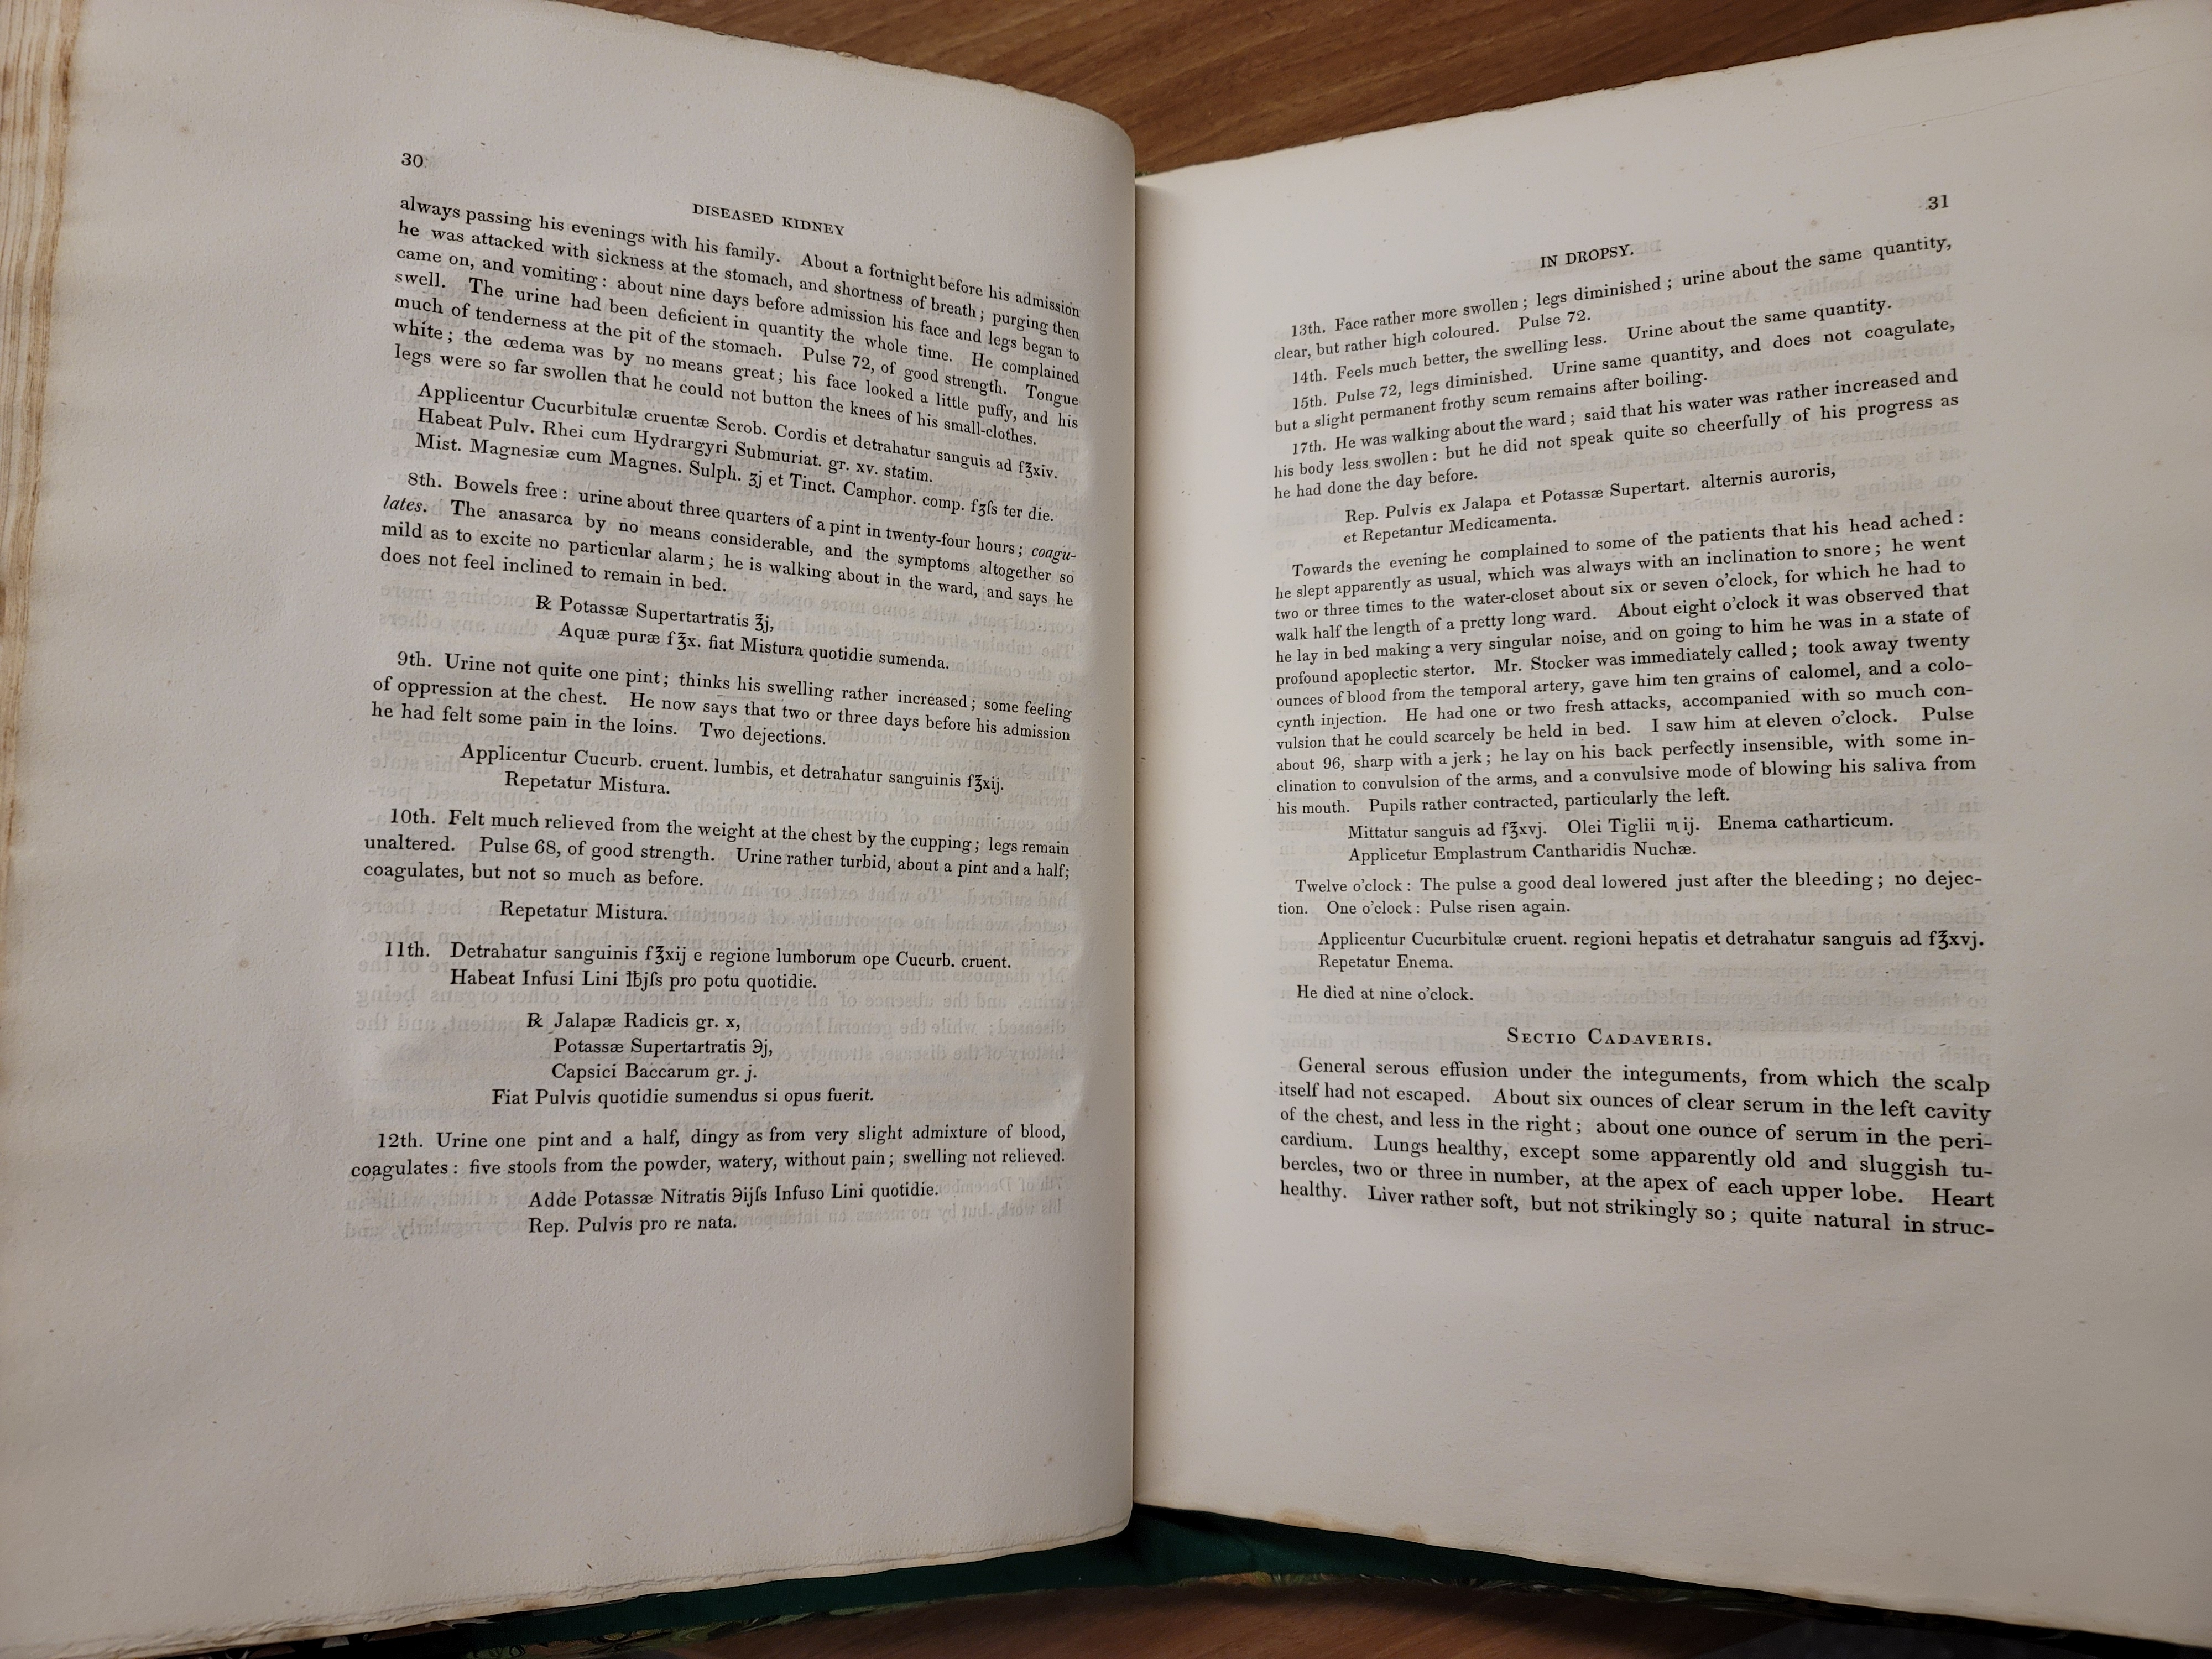 30
DISEASED KIDNEY
always passing his evenings with his family. About a fortnight before his admission
he was attacked with sickness at the stomach, and shortness of breath; purging then
came on, and vomiting: about nine days before admission his face and legs began to
swell. The urine had been deficient in quantity the whole time. He complained
much of tenderness at the pit of the stomach. Pulse 72, of good strength. Tongue
white; the œdema was by no means great; his face looked a little puffy, and his
legs were so far swollen that he could not button the knees of his small-clothes.
Applicentur Cucurbitulæ cruentæ Scrob. Cordis et detrahatur sanguis ad f℥xiv.
Habeat Pulv. Rhei cum Hydrargyri Submuriat. gr. xv. statim.
Mist. Magnesiæ cum Magnes. Sulph. ʒj et Tinct. Camphor. comp. fʒſs ter die.
8th. Bowels free: urine about three quarters of a pint in twenty-four hours; coagu-
lates. The anasarca by no means considerable, and the symptoms altogether so
mild as to excite no particular alarm; he is walking about in the ward, and says he
does not feel inclined to remain in bed.
℞ Potassæ Supertartratis ℥j,
Aquæ puræ f℥x. fiat Mistura quotidie sumenda.
9th. Urine not quite one pint; thinks his swelling rather increased; some feeling
of oppression at the chest. He now says that two or three days before his admission
he had felt some pain in the loins. Two dejections.
Applicentur Cucurb. cruent. lumbis, et detrahatur sanguinis f℥xij.
Repetatur Mistura.
10th. Felt much relieved from the weight at the chest by the cupping; legs remain
unaltered. Pulse 68, of good strength. Urine rather turbid, about a pint and a half;
coagulates, but not so much as before.
Repetatur Mistura.
11th. Detrahatur sanguinis f℥xij e regione lumborum ope Cucurb. cruent.
Habeat Infusi Lini ℔jſs pro potu quotidie.
℞ Jalapæ Radicis gr. x,
Potassæ Supertartratis ℈j,
Capsici Baccarum gr. j.
Fiat Pulvis quotidie sumendus si opus fuerit.
12th. Urine one pint and a half, dingy as from very slight admixture of blood,
coagulates: five stools from the powder, watery, without pain; swelling not relieved.
Adde Potassæ Nitratis ℈ijſs Infuso Lini quotidie.
Rep. Pulvis pro re nata.
31
IN DROPSY.
13th. Face rather more swollen; legs diminished; urine about the same quantity,
clear, but rather high coloured. Pulse 72.
14th. Feels much better, the swelling less. Urine about the same quantity.
15th. Pulse 72, legs diminished. Urine same quantity, and does not coagulate,
but a slight permanent frothy scum remains after boiling.
17th. He was walking about the ward; said that his water was rather increased and
his body less swollen: but he did not speak quite so cheerfully of his progress as
he had done the day before.
Rep. Pulvis ex Jalapa et Potassæ Supertart. alternis auroris,
et Repetantur Medicamenta.
Towards the evening he complained to some of the patients that his head ached:
he slept apparently as usual, which was always with an inclination to snore; he went
two or three times to the water-closet about six or seven o'clock, for which he had to
walk half the length of a pretty long ward. About eight o'clock it was observed that
he lay in bed making a very singular noise, and on going to him he was in a state of
profound apoplectic stertor. Mr. Stocker was immediately called; took away twenty
ounces of blood from the temporal artery, gave him ten grains of calomel, and a colo-
cynth injection. He had one or two fresh attacks, accompanied with so much con-
vulsion that he could scarcely be held in bed. I saw him at eleven o'clock. Pulse
about 96, sharp with a jerk; he lay on his back perfectly insensible, with some in-
clination to convulsion of the arms, and a convulsive mode of blowing his saliva from
his mouth. Pupils rather contracted, particularly the left.
Mittatur sanguis ad f℥xvj. Olei Tiglii ♏ij. Enema catharticum.
Applicetur Emplastrum Cantharidis Nuchæ.
Twelve o'clock: The pulse a good deal lowered just after the bleeding; no dejec-
tion. One o'clock: Pulse risen again.
Applicentur Cucurbitulæ cruent. regioni hepatis et detrahatur sanguis ad f℥xvj.
Repetatur Enema.
He died at nine o'clock.
SECTIO CADAVERIS.
General serous effusion under the integuments, from which the scalp
itself had not escaped. About six ounces of clear serum in the left cavity
of the chest, and less in the right; about one ounce of serum in the peri-
cardium. Lungs healthy, except some apparently old and sluggish tu-
bercles, two or three in number, at the apex of each upper lobe. Heart
healthy. Liver rather soft, but not strikingly so; quite natural in struc-